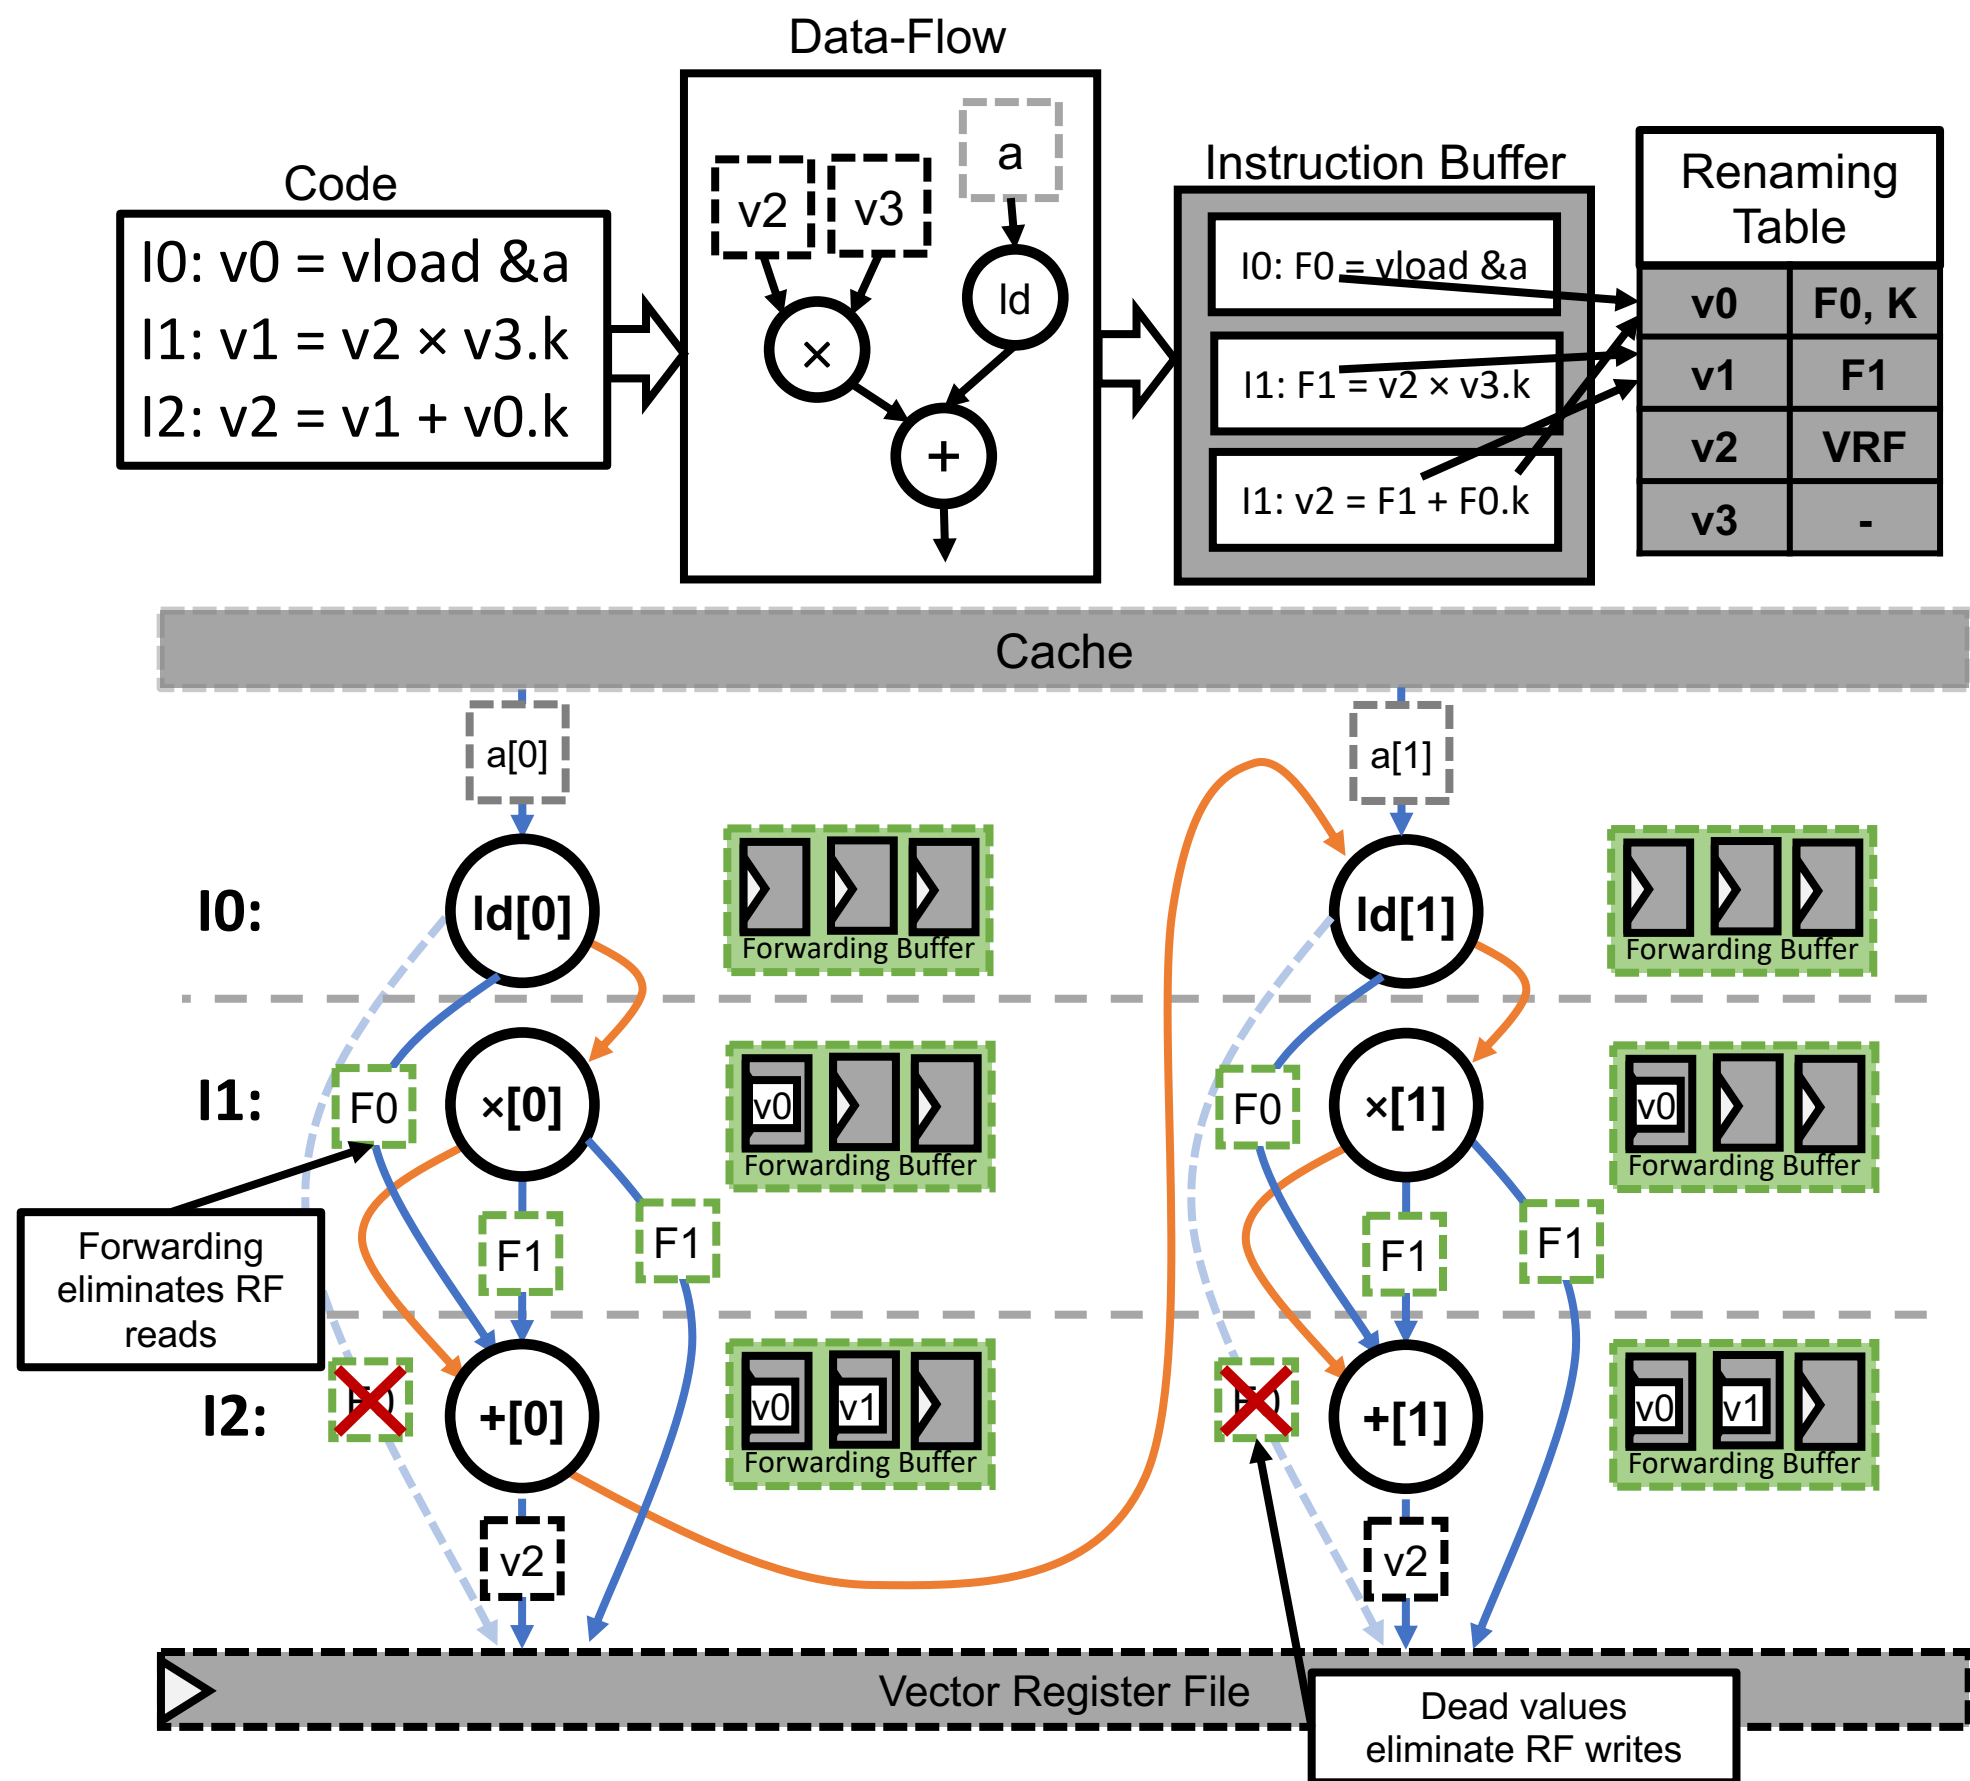 Data-Flow
Code
I0: v0 = vload &a
I1: v1 = v2 × v3.k
I2: v2 = v1 + v0.k
v2
v3
a
ld
×
+
Instruction Buffer
I0: F0 = vload &a
I1: F1 = v2 × v3.k
I1: v2 = F1 + F0.k
Renaming
Table
v0 F0, K
v1 F1
v2 VRF
v3 -
Cache
a[0]
a[1]
I0:
ld[0]
Forwarding Buffer
ld[1]
Forwarding Buffer
I1:
F0
×[0]
v0
Forwarding Buffer
F0
×[1]
v0
Forwarding Buffer
F1
F1
F1
F1
Forwarding
eliminates RF
reads
I2:
F0
+[0]
v0
v1
Forwarding Buffer
F0
+[1]
v0
v1
Forwarding Buffer
v2
v2
Vector Register File
Dead values
eliminate RF writes